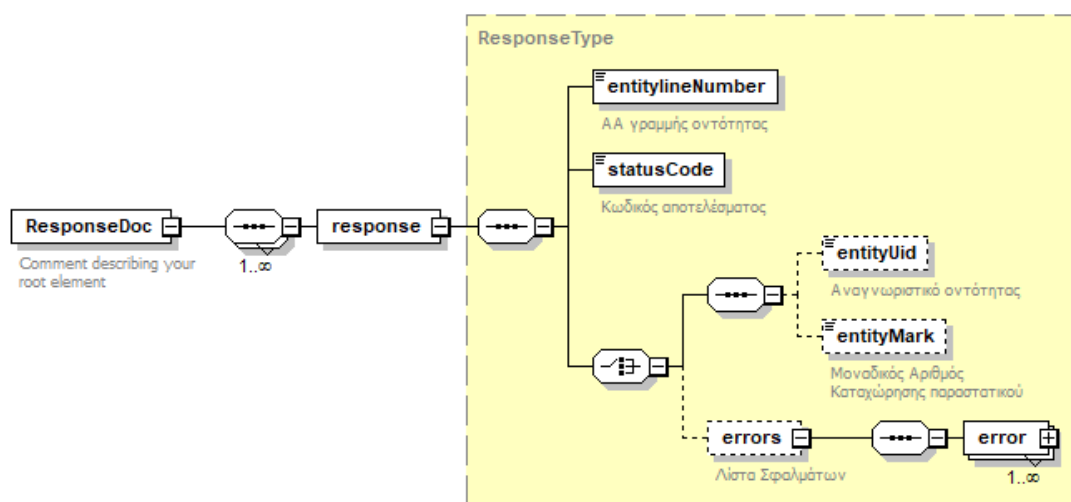 ResponseType
entitylineNumber
ΑΑ γραμμής οντότητας
statusCode
Κωδικός αποτελέσματος
ResponseDoc
Comment describing your
root element
1..∞
response
entityUid
Αναγνωριστικό οντότητας
entityMark
Μοναδικός Αριθμός
Καταχώρησης παραστατικού
errors
Λίστα Σφαλμάτων
error
1..∞